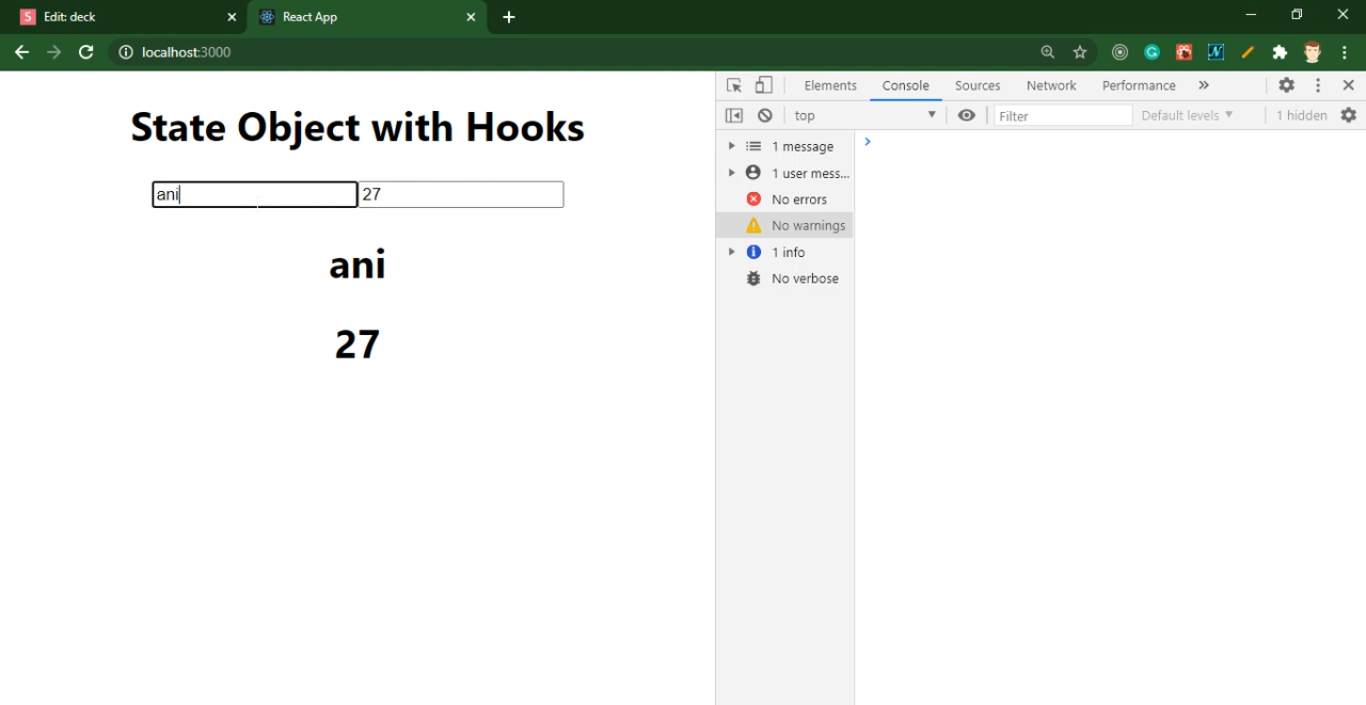 S Edit: deck
React App
localhost:3000
Elements Console Sources Network Performance
top Filter Default levels 1 hidden
State Object with Hooks
ani 27
ani
27
1 message
1 user mess...
No errors
No warnings
1 info
No verbose